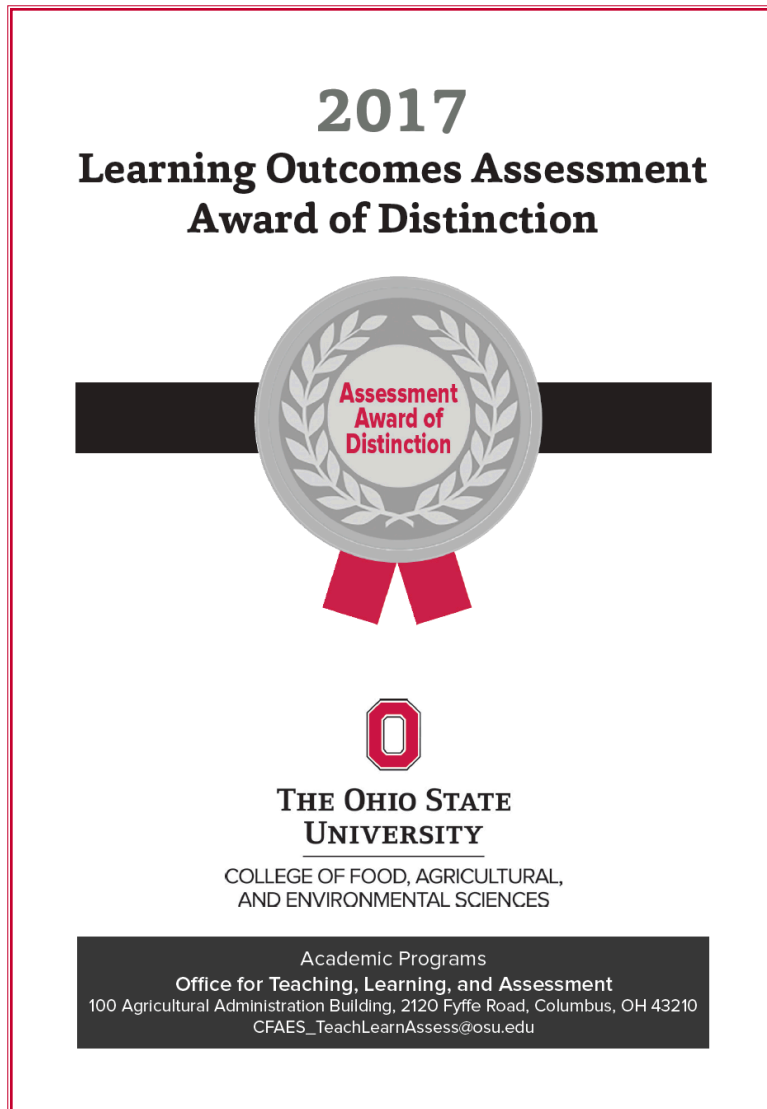 2017
Learning Outcomes Assessment
Award of Distinction
Assessment
Award of
Distinction
O
THE OHIO STATE
UNIVERSITY
COLLEGE OF FOOD, AGRICULTURAL,
AND ENVIRONMENTAL SCIENCES
Academic Programs
Office for Teaching, Learning, and Assessment
100 Agricultural Administration Building, 2120 Fyffe Road, Columbus, OH 43210
CFAES_TeachLearnAssess@osu.edu